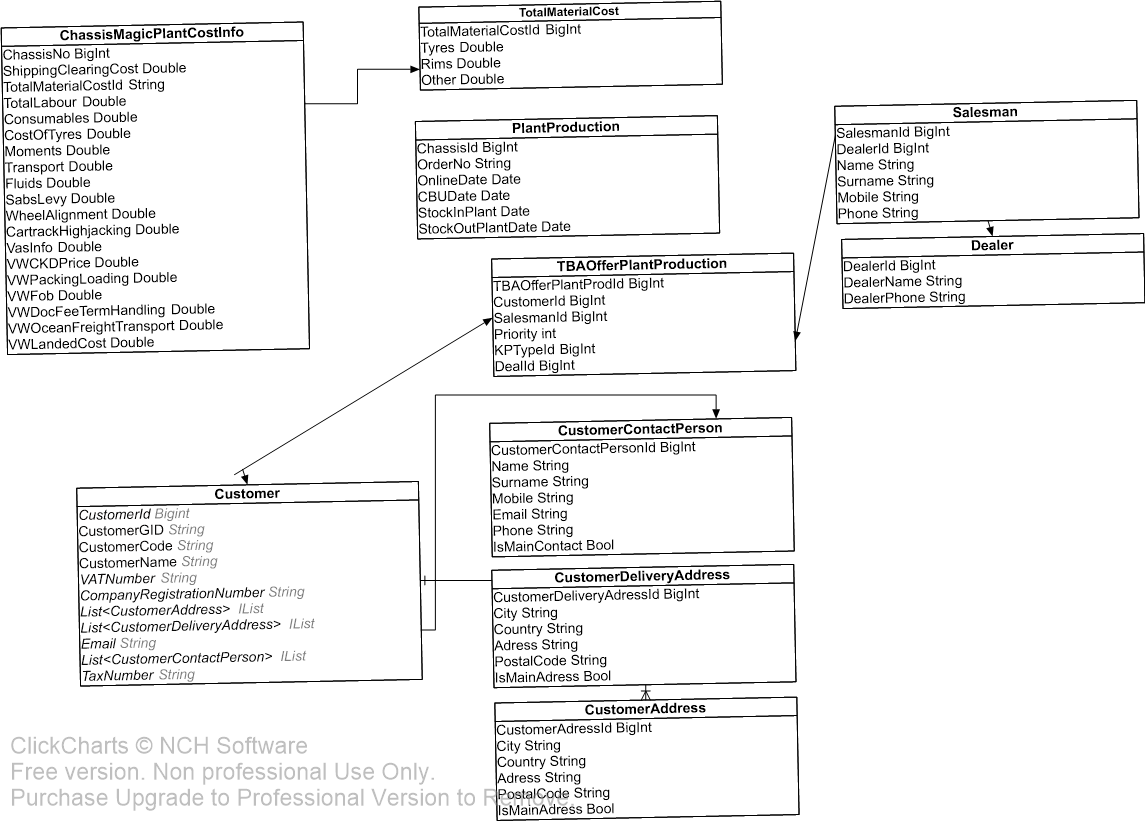 ChassisMagicPlantCostInfo
ChassisNo BigInt
ShippingClearingCost Double
TotalMaterialCostId String
TotalLabour Double
Consumables Double
CostOfTyres Double
Moments Double
Transport Double
Fluids Double
SabsLevy Double
WheelAlignment Double
CartrackHighjacking Double
VasInfo Double
VWCKDPrice Double
VWPackingLoading Double
VWFob Double
VWDocFeeTermHandling Double
VWOceanFreightTransport Double
VWLandedCost Double
TotalMaterialCost
TotalMaterialCostId BigInt
Tyres Double
Rims Double
Other Double
PlantProduction
ChassisId BigInt
OrderNo String
OnlineDate Date
CBUDate Date
StockInPlant Date
StockOutPlantDate Date
Salesman
SalesmanId BigInt
DealerId BigInt
Name String
Surname String
Mobile String
Phone String
Dealer
DealerId BigInt
DealerName String
DealerPhone String
TBAOfferPlantProduction
TBAOfferPlantProdId BigInt
CustomerId BigInt
SalesmanId BigInt
Priority int
KPTypeId BigInt
DealId BigInt
CustomerContactPerson
CustomerContactPersonId BigInt
Name String
Surname String
Mobile String
Email String
Phone String
IsMainContact Bool
Customer
CustomerId Bigint
CustomerGID String
CustomerCode String
CustomerName String
VATNumber String
CompanyRegistrationNumber String
List<CustomerAddress> IList
List<CustomerDeliveryAddress> IList
Email String
List<CustomerContactPerson> IList
TaxNumber String
CustomerDeliveryAddress
CustomerDeliveryAdressId BigInt
City String
Country String
Adress String
PostalCode String
IsMainAdress Bool
CustomerAddress
CustomerAdressId BigInt
City String
Country String
Adress String
PostalCode String
IsMainAdress Bool
ClickCharts © NCH Software
Free version. Non professional Use Only.
Purchase Upgrade to Professional Version to Remove.